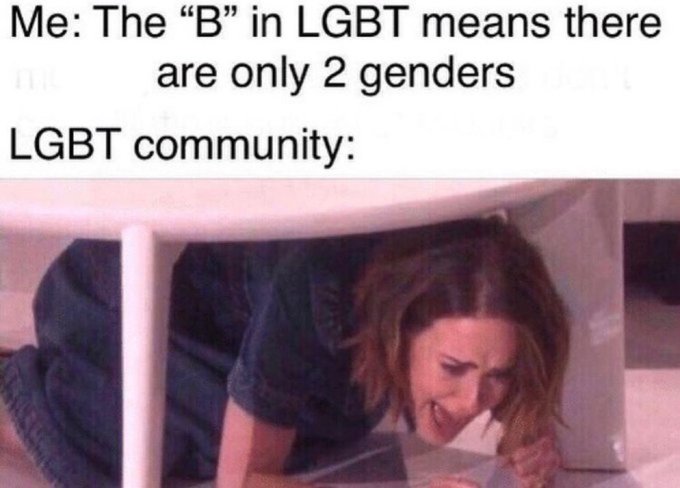 Me: The “B” in LGBT means there
are only 2 genders
LGBT community: